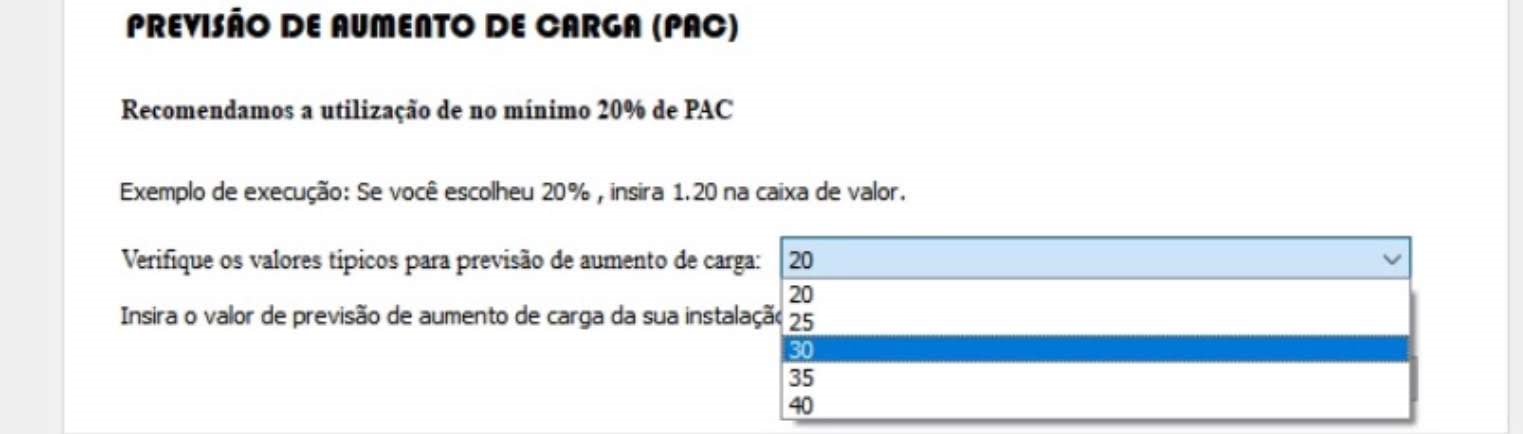 PREVISÃO DE AUMENTO DE CARGA (PAC)
Recomendamos a utilização de no mínimo 20% de PAC
Exemplo de execução: Se você escolheu 20% , insira 1.20 na caixa de valor.
Verifique os valores típicos para previsão de aumento de carga: 20
20
Insira o valor de previsão de aumento de carga da sua instalação
25
30
35
40